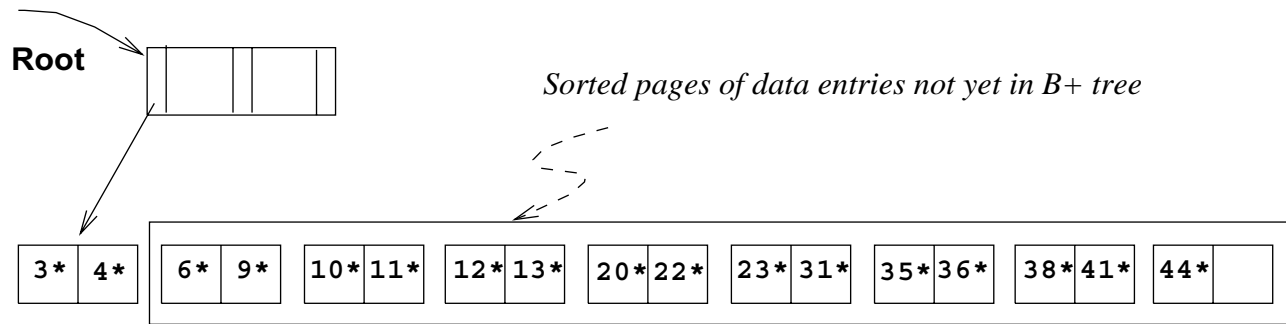 Root
Sorted pages of data entries not yet in B+ tree
3* 4* 6* 9* 10* 11* 12* 13* 20* 22* 23* 31* 35* 36* 38* 41* 44*